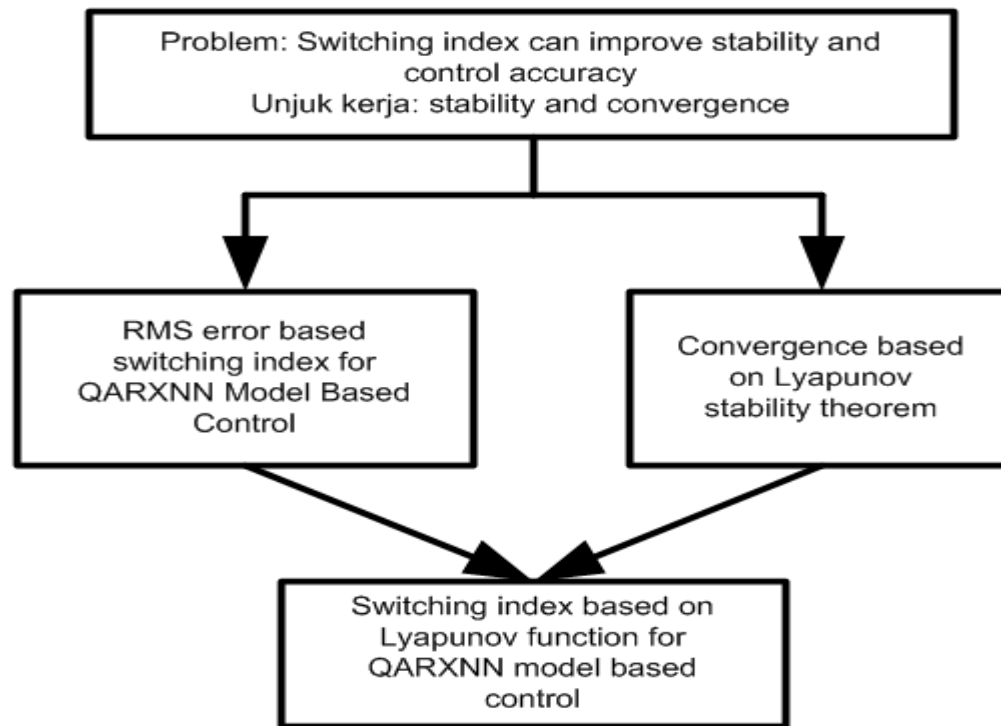 Problem: Switching index can improve stability and
control accuracy
Unjuk kerja: stability and convergence
RMS error based
switching index for
QARXNN Model Based
Control
Convergence based
on Lyapunov
stability theorem
Switching index based on
Lyapunov function for
QARXNN model based
control